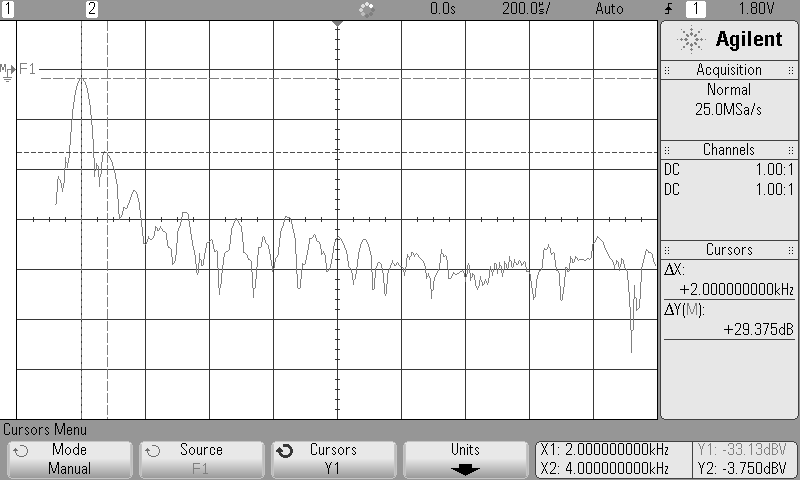 1 2 0.0s 200.0㎲/ Auto 1 1.80V
F1
Agilent
Acquisition
Normal
25.0MSa/s
Channels
DC 1.00:1
DC 1.00:1
Cursors
ΔX:
+2.000000000kHz
ΔY(M):
+29.375dB
Cursors Menu
Mode
Manual
Source
F1
Cursors
Y1
Units
X1: 2.000000000kHz
X2: 4.000000000kHz
Y1: -33.13dBV
Y2: -3.750dBV